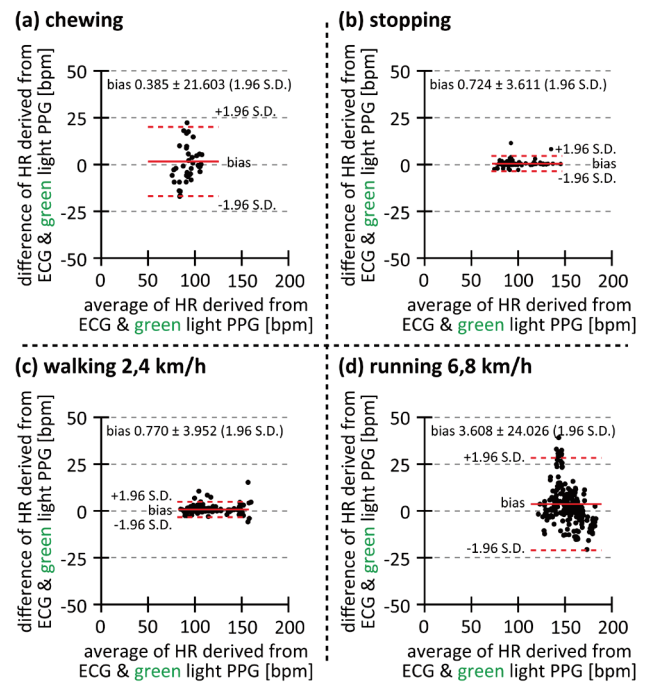 (a) chewing
difference of HR derived from
ECG & green light PPG [bpm]
50
25
0
-25
-50
bias 0.385 ± 21.603 (1.96 S.D.)
+1.96 S.D.
bias
-1.96 S.D.
0 50 100 150 200
average of HR derived from
ECG & green light PPG [bpm]
(b) stopping
difference of HR derived from
ECG & green light PPG [bpm]
50
25
0
-25
-50
bias 0.724 ± 3.611 (1.96 S.D.)
+1.96 S.D.
bias
-1.96 S.D.
0 50 100 150 200
average of HR derived from
ECG & green light PPG [bpm]
(c) walking 2,4 km/h
difference of HR derived from
ECG & green light PPG [bpm]
50
25
0
-25
-50
bias 0.770 ± 3.952 (1.96 S.D.)
+1.96 S.D.
bias
-1.96 S.D.
0 50 100 150 200
average of HR derived from
ECG & green light PPG [bpm]
(d) running 6,8 km/h
difference of HR derived from
ECG & green light PPG [bpm]
50
25
0
-25
-50
bias 3.608 ± 24.026 (1.96 S.D.)
+1.96 S.D.
bias
-1.96 S.D.
0 50 100 150 200
average of HR derived from
ECG & green light PPG [bpm]